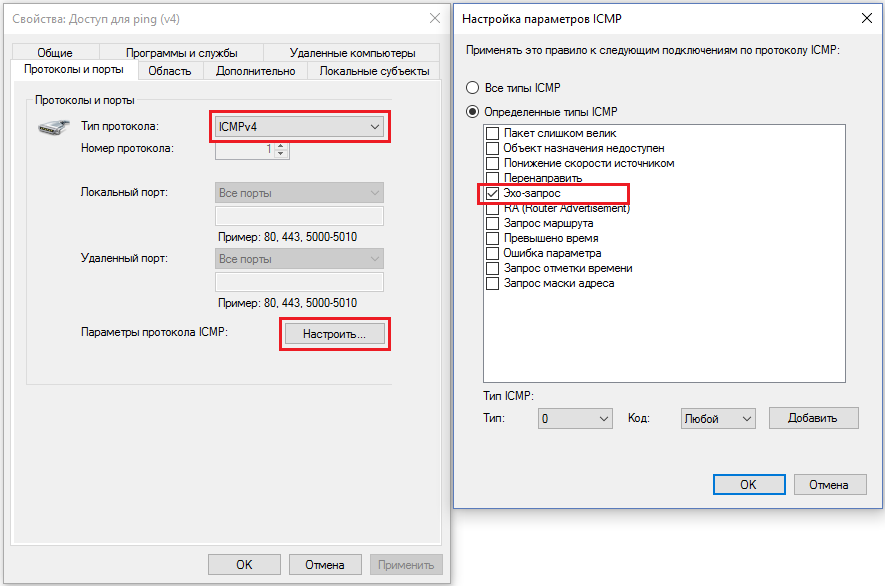 Свойства: Доступ для ping (v4)
Общие
Программы и службы
Удаленные компьютеры
Протоколы и порты
Область
Дополнительно
Локальные субъекты
Протоколы и порты
Тип протокола:
ICMPv4
Номер протокола:
1
Локальный порт:
Все порты
Пример: 80, 443, 5000-5010
Удаленный порт:
Все порты
Пример: 80, 443, 5000-5010
Параметры протокола ICMP:
Настроить...
OK
Отмена
Применить
Настройка параметров ICMP
Применять это правило к следующим подключениям по протоколу ICMP:
Все типы ICMP
Определенные типы ICMP
Пакет слишком велик
Объект назначения недоступен
Понижение скорости источником
Перенаправить
Эхо-запрос
RA (Router Advertisement)
Запрос маршрута
Превышено время
Ошибка параметра
Запрос отметки времени
Запрос маски адреса
Тип ICMP:
Тип:
0
Код:
Любой
Добавить
OK
Отмена